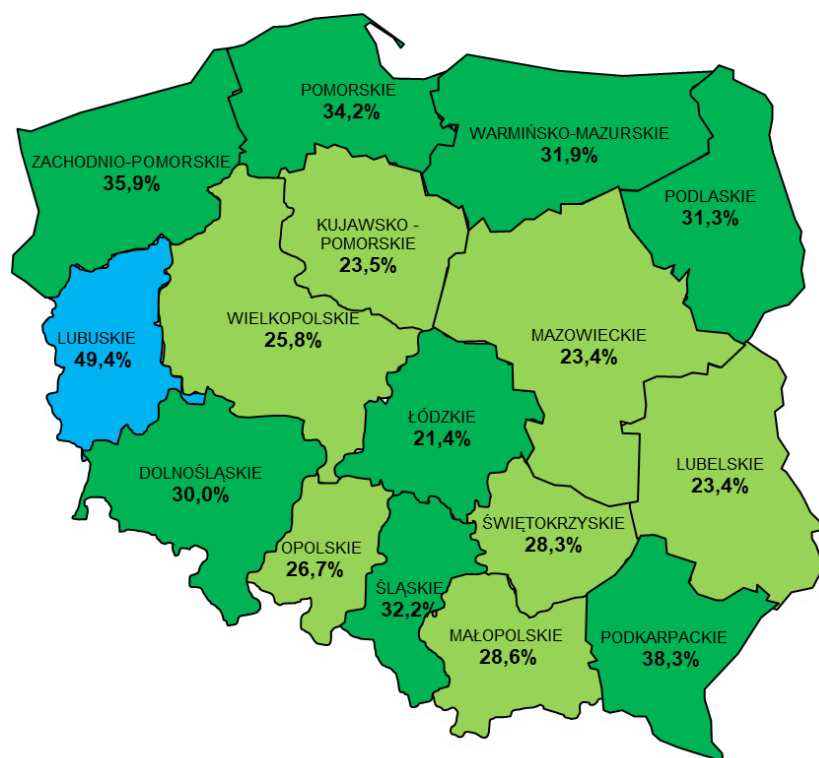 POMORSKIE
34,2%
WARMIŃSKO-MAZURSKIE
31,9%
ZACHODNIO-POMORSKIE
35,9%
PODLASKIE
31,3%
KUJAWSKO -
POMORSKIE
23,5%
WIELKOPOLSKIE
25,8%
LUBUSKIE
49,4%
MAZOWIECKIE
23,4%
ŁÓDZKIE
21,4%
DOLNOŚLĄSKIE
30,0%
LUBELSKIE
23,4%
ŚWIĘTOKRZYSKIE
28,3%
OPOLSKIE
26,7%
ŚLĄSKIE
32,2%
MAŁOPOLSKIE
28,6%
PODKARPACKIE
38,3%